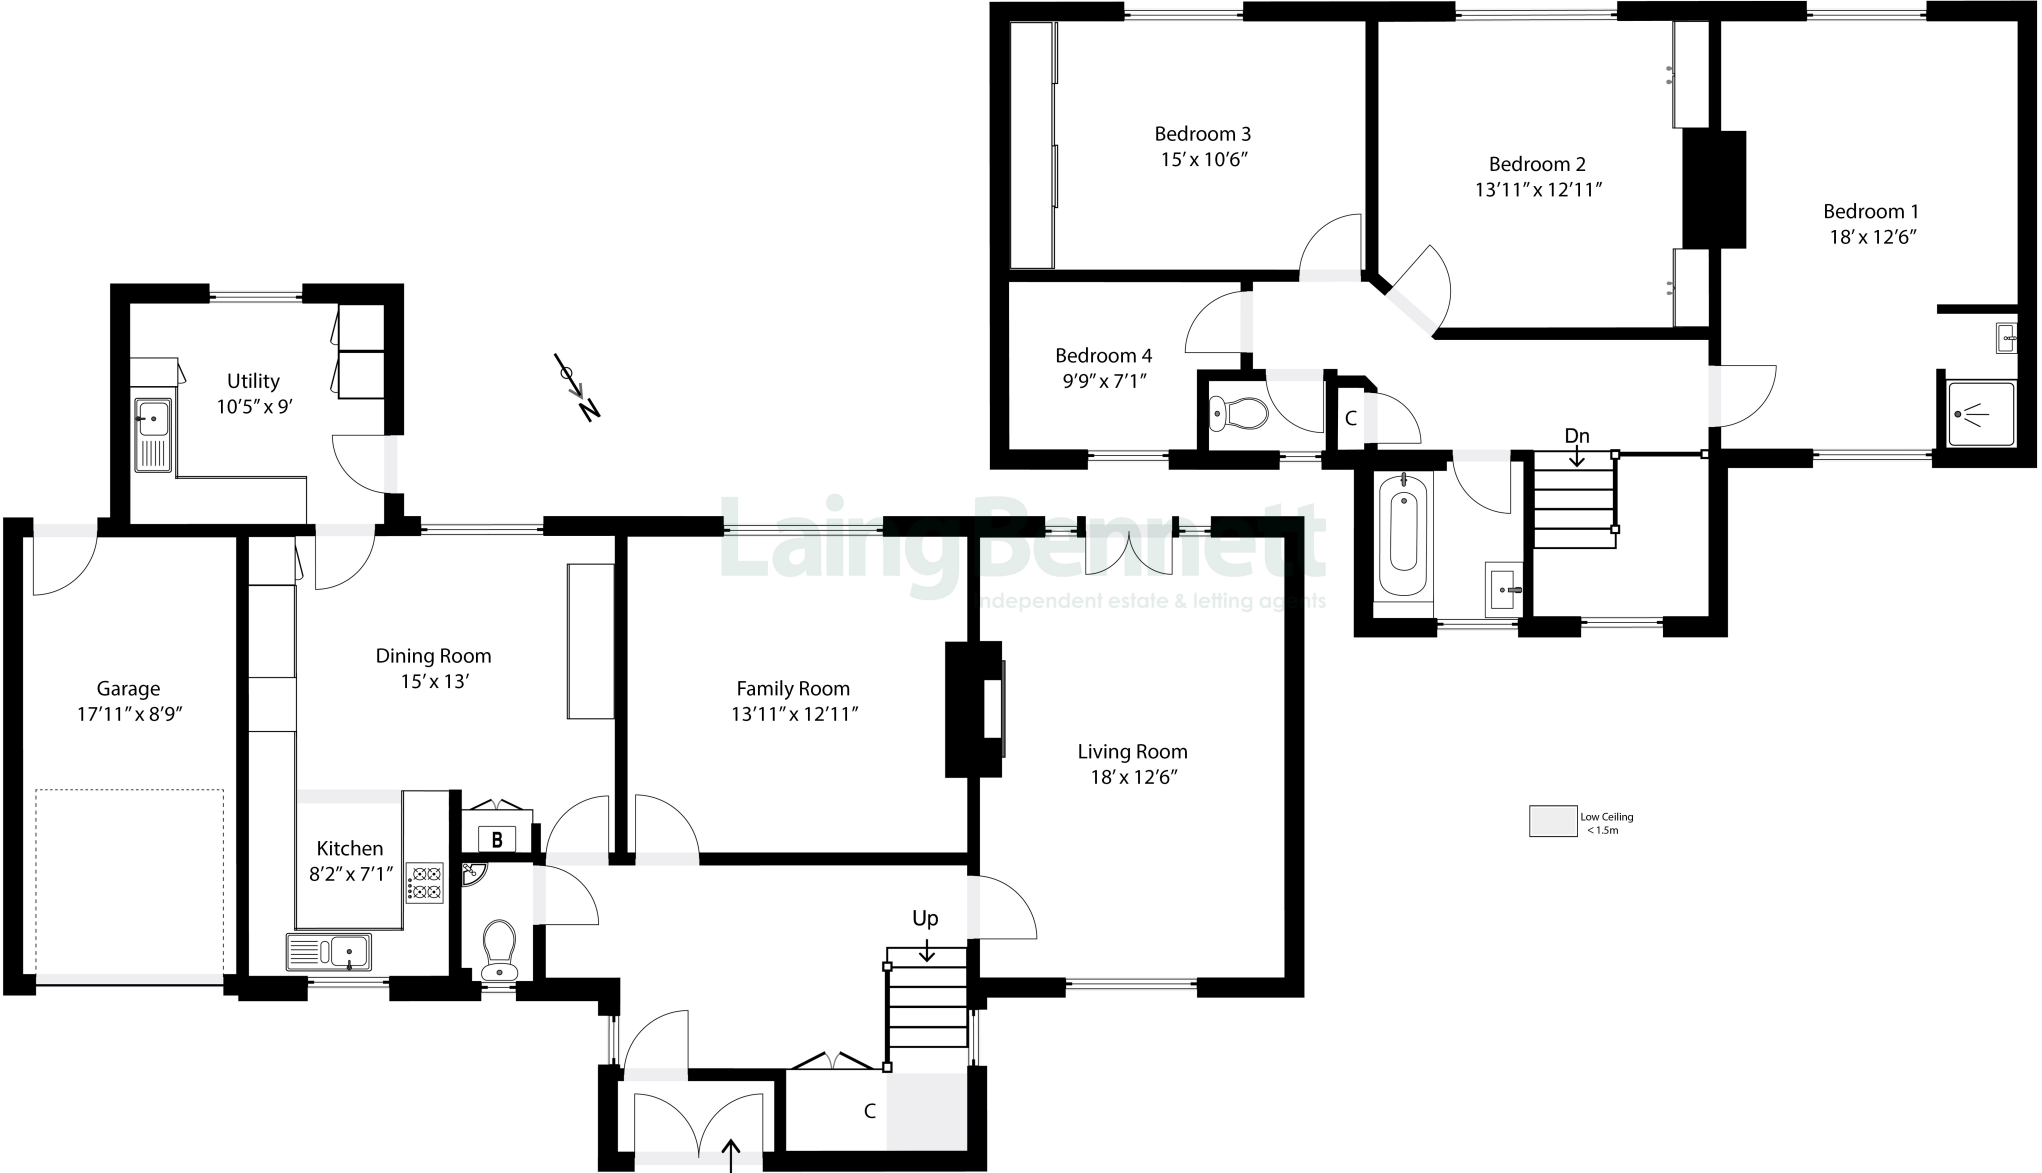 Bedroom 3
15’ x 10’6”
Bedroom 2
13’11” x 12’11”
Bedroom 1
18’ x 12’6”
Bedroom 4
9’9” x 7’1”
C
Dn
Utility
10’5” x 9’
N
LaingBennett
independent estate & letting agents
Dining Room
15’ x 13’
Garage
17’11” x 8’9”
Family Room
13’11” x 12’11”
Living Room
18’ x 12’6”
Kitchen
8’2” x 7’1”
B
Up
C
Low Ceiling
< 1.5m